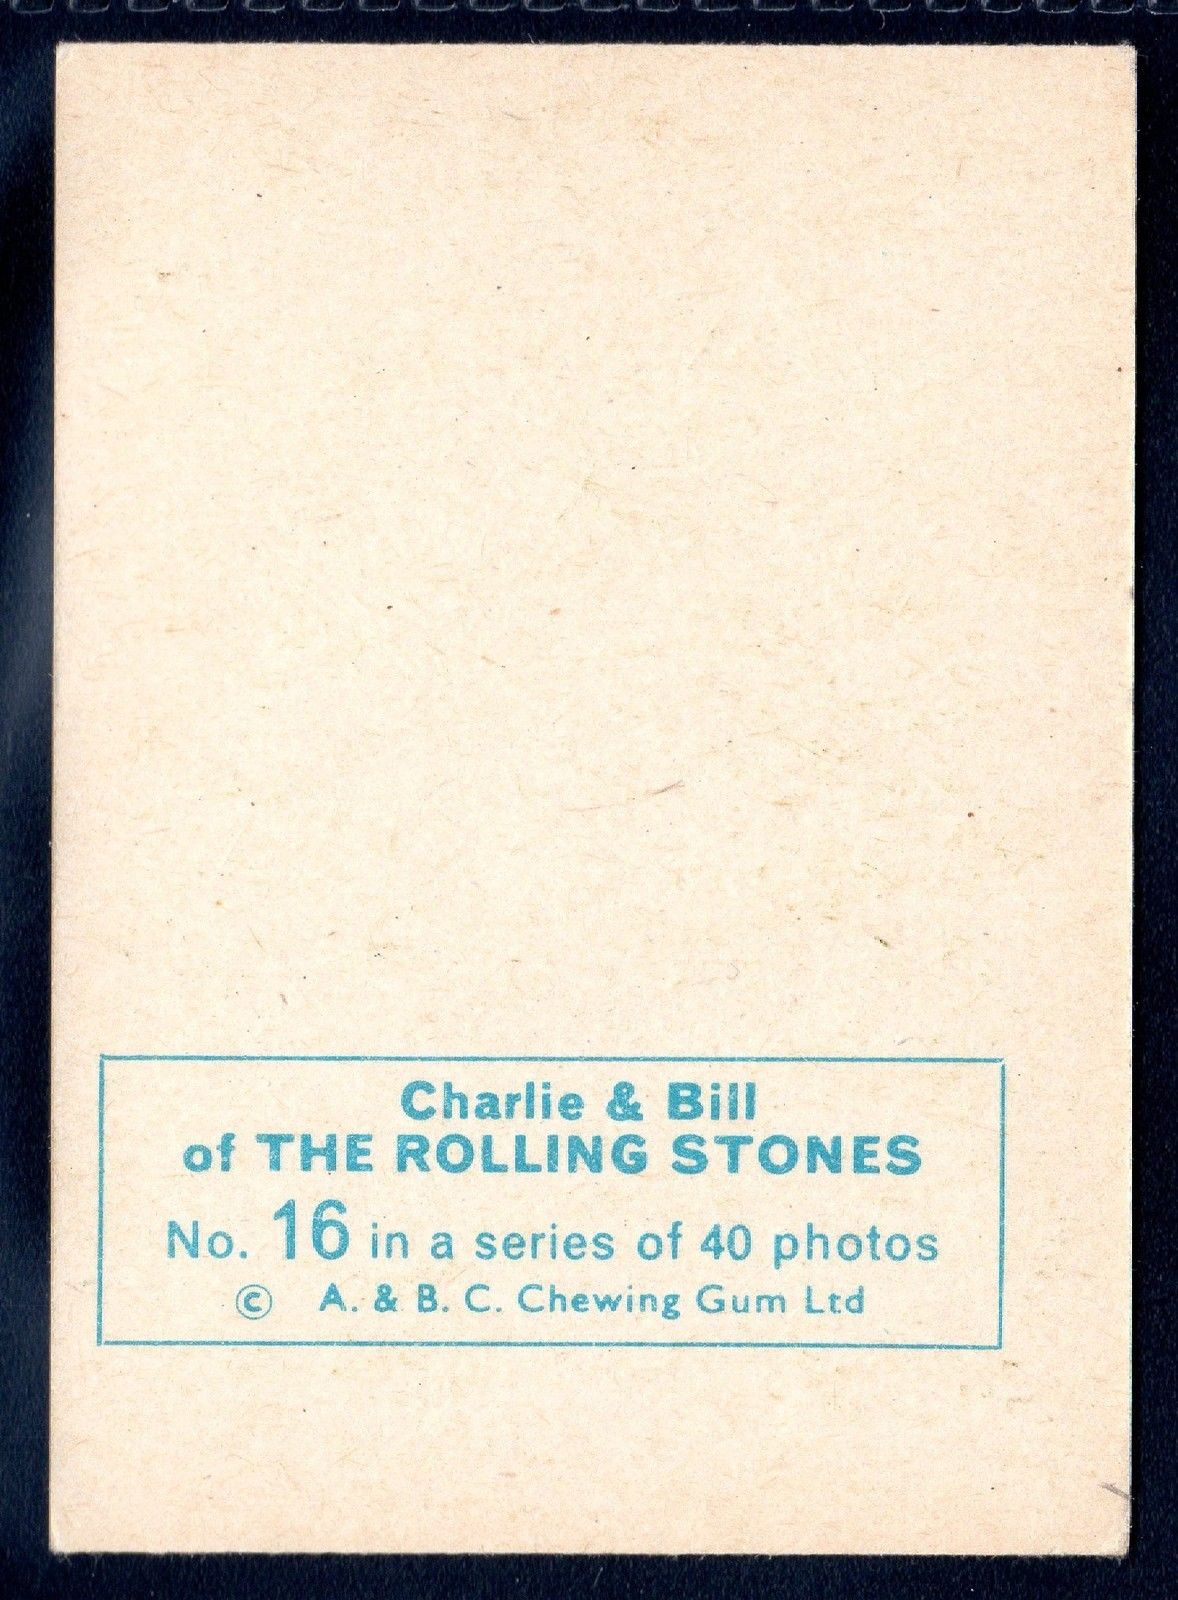 Charlie & Bill
of THE ROLLING STONES
No. 16 in a series of 40 photos
© A. & B. C. Chewing Gum Ltd